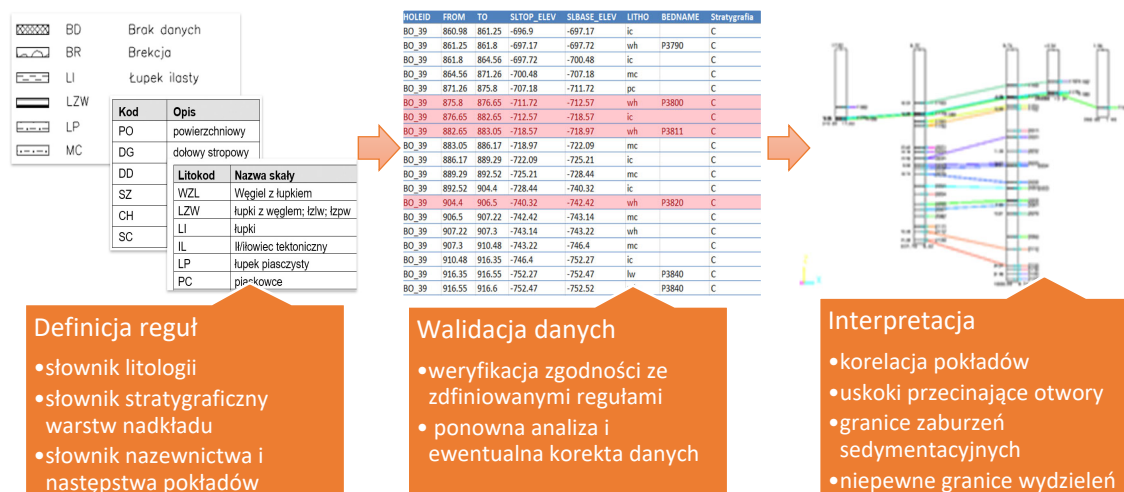 BD Brak danych
BR Brekcja
LI Łupek ilasty
LZW
LP
MC
Kod Opis
PO powierzchniowy
DG dołowy stropowy
DD
SZ
CH
SC
Litokod Nazwa skały
WZL Węgiel z łupkiem
LZW łupki z węglem; łzlw; łzpw
LI łupki
IL Ił/iłowiec tektoniczny
LP łupek piasczysty
PC piaskowce
HOLEID FROM TO SLTOP_ELEV SLBASE_ELEV LITHO BEDNAME Stratygrafia
BO_39 860.98 861.25 -696.9 -697.17 ic C
BO_39 861.25 861.8 -697.17 -697.72 wh P3790 C
BO_39 861.8 864.56 -697.72 -700.48 ic C
BO_39 864.56 871.26 -700.48 -707.18 mc C
BO_39 871.26 875.8 -707.18 -711.72 pc C
BO_39 875.8 876.65 -711.72 -712.57 wh P3800 C
BO_39 876.65 882.65 -712.57 -718.57 ic C
BO_39 882.65 883.05 -718.57 -718.97 wh P3811 C
BO_39 883.05 886.17 -718.97 -722.09 mc C
BO_39 886.17 889.29 -722.09 -725.21 ic C
BO_39 889.29 892.52 -725.21 -728.44 mc C
BO_39 892.52 904.4 -728.44 -740.32 ic C
BO_39 904.4 906.5 -740.32 -742.42 wh P3820 C
BO_39 906.5 907.22 -742.42 -743.14 mc C
BO_39 907.22 907.3 -743.14 -743.22 wh C
BO_39 907.3 910.48 -743.22 -746.4 mc C
BO_39 910.48 916.35 -746.4 -752.27 ic C
BO_39 916.35 916.55 -752.27 -752.47 lw P3840 C
BO_39 916.55 916.6 -752.47 -752.52 P3840 C
Definicja reguł
•słownik litologii
•słownik stratygraficzny
warstw nadkładu
•słownik nazewnictwa i
następstwa pokładów
Walidacja danych
•weryfikacja zgodności ze
zdfiniowanymi regułami
• ponowna analiza i
ewentualna korekta danych
Interpretacja
•korelacja pokładów
•uskoki przecinające otwory
•granice zaburzeń
sedymentacyjnych
•niepewne granice wydzieleń